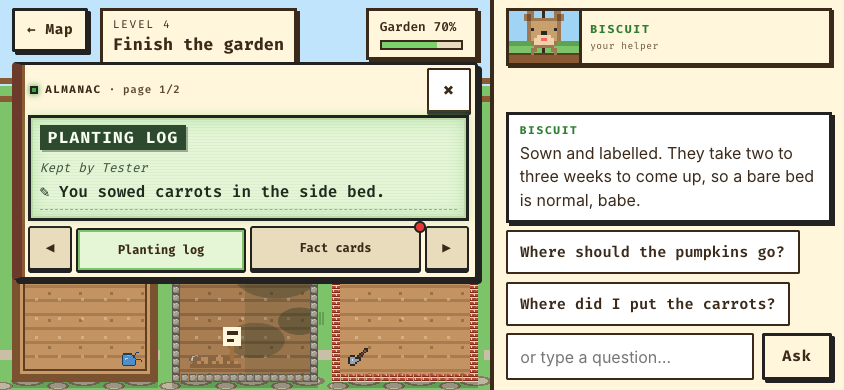 ← Map
LEVEL 4
Finish the garden
Garden 70%
ALMANAC · page 1/2
✖
PLANTING LOG
Kept by Tester
✎ You sowed carrots in the side bed.
◀
Planting log
Fact cards
▶
BISCUIT
your helper
BISCUIT
Sown and labelled. They take two to
three weeks to come up, so a bare bed
is normal, babe.
Where should the pumpkins go?
Where did I put the carrots?
or type a question...
Ask